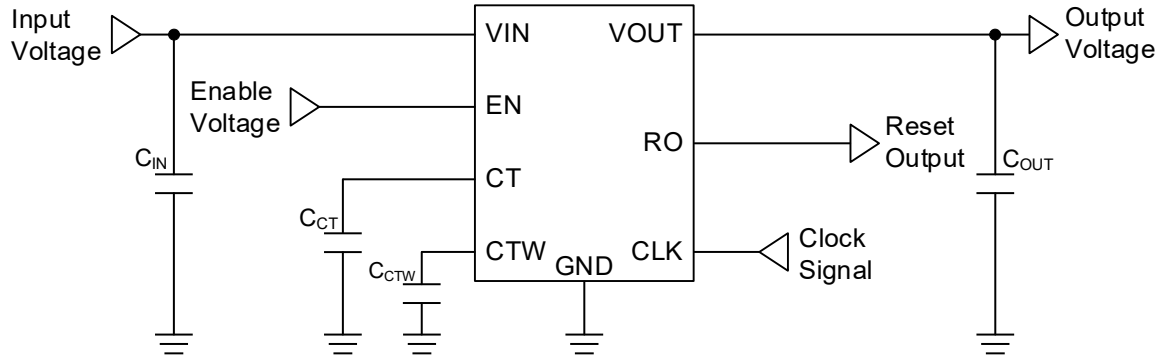 Input
Voltage
VIN
VOUT
Output
Voltage
Enable
Voltage
EN
RO
Reset
Output
C_IN
C_OUT
CT
C_CT
CTW
C_CTW
GND
CLK
Clock
Signal